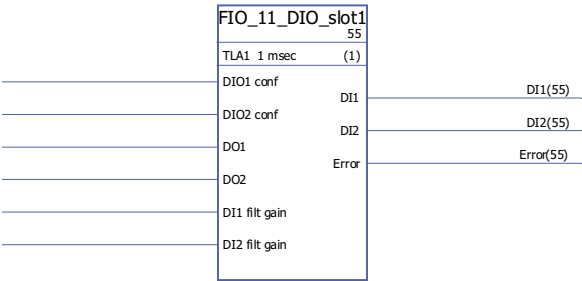 FIO_11_DIO_slot1
55
TLA1 1 msec (1)
DIO1 conf
DIO2 conf
DO1
DO2
DI1 filt gain
DI2 filt gain
DI1
DI2
Error
DI1(55)
DI2(55)
Error(55)